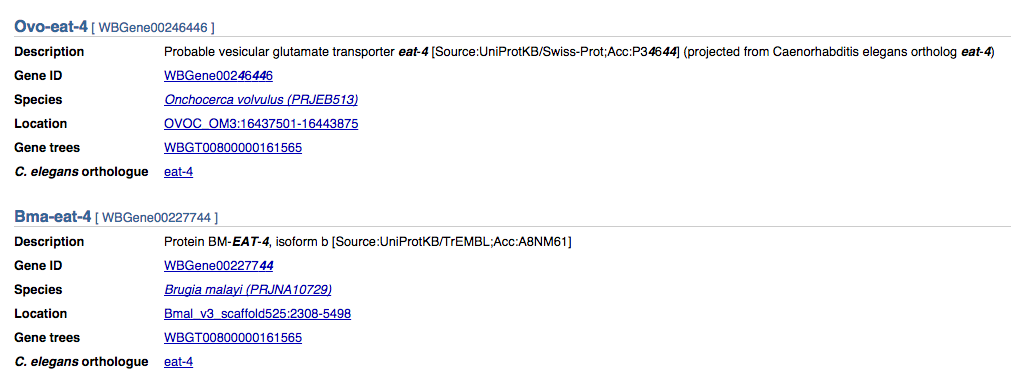 Ovo-eat-4 [ WBGene00246446 ]
Description Probable vesicular glutamate transporter eat-4 [Source:UniProtKB/Swiss-Prot;Acc:P34644] (projected from Caenorhabditis elegans ortholog eat-4)
Gene ID WBGene00246446
Species Onchocerca volvulus (PRJEB513)
Location OVOC_OM3:16437501-16443875
Gene trees WBGT00800000161565
C. elegans orthologue eat-4
Bma-eat-4 [ WBGene00227744 ]
Description Protein BM-EAT-4, isoform b [Source:UniProtKB/TrEMBL;Acc:A8NM61]
Gene ID WBGene00227744
Species Brugia malayi (PRJNA10729)
Location Bmal_v3_scaffold525:2308-5498
Gene trees WBGT00800000161565
C. elegans orthologue eat-4